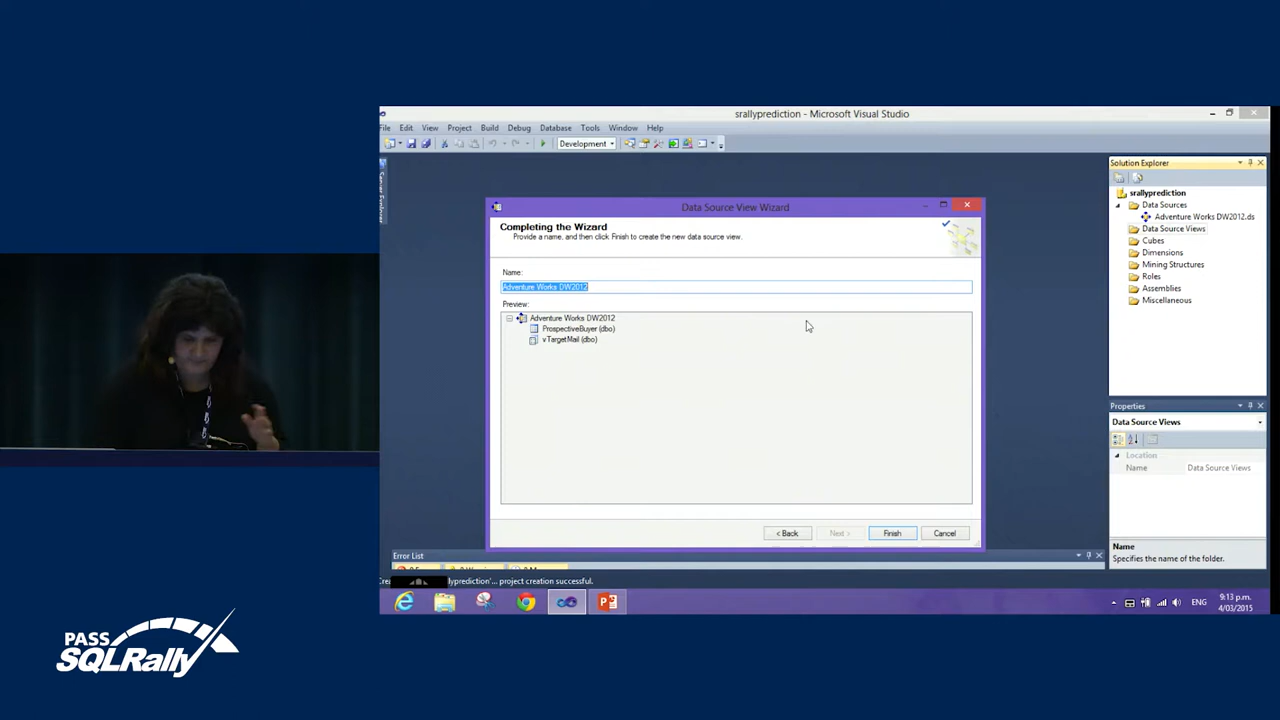 srallyprediction - Microsoft Visual Studio
File Edit View Project Build Debug Database Tools Window Help
Development
Server Explorer
Solution Explorer
srallyprediction
Data Sources
Adventure Works DW2012.ds
Data Source Views
Cubes
Dimensions
Mining Structures
Roles
Assemblies
Miscellaneous
Data Source View Wizard
Completing the Wizard
Provide a name, and then click Finish to create the new data source view.
Name:
Adventure Works DW2012
Preview:
Adventure Works DW2012
ProspectiveBuyer (dbo)
vTargetMail (dbo)
< Back Next > Finish Cancel
Properties
Data Source Views
Location
Name Data Source Views
Name
Specifies the name of the folder.
Error List
lyprediction'... project creation successful.
ENG
9:13 p.m.
4/03/2015
PASS
SQLRally